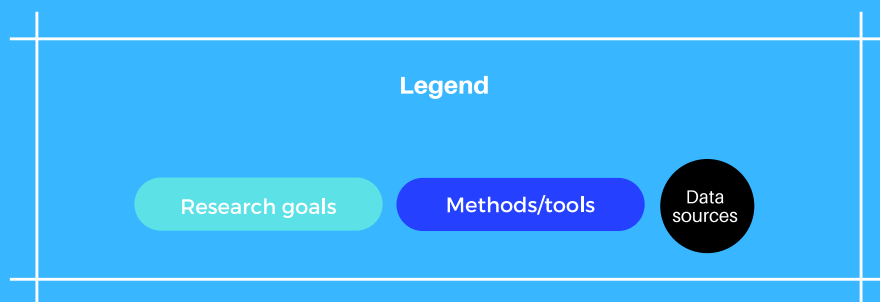 Legend
Research goals
Methods/tools
Data
sources